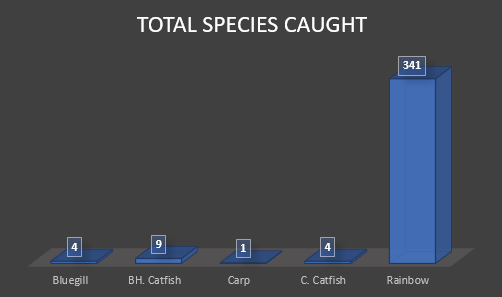 TOTAL SPECIES CAUGHT
341
4
9
1
4
Bluegill
BH. Catfish
Carp
C. Catfish
Rainbow